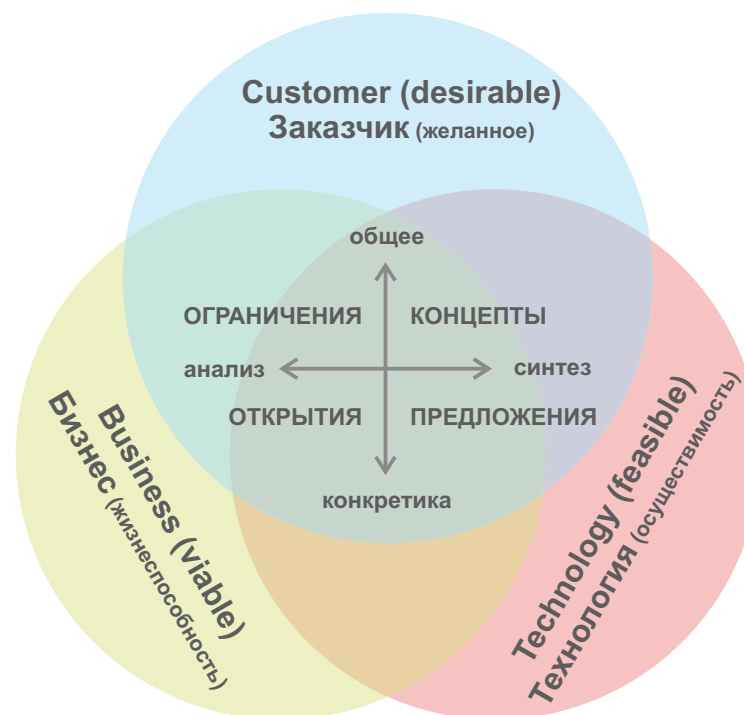 Customer (desirable)
Заказчик (желанное)
общее
ОГРАНИЧЕНИЯ КОНЦЕПТЫ
анализ синтез
ОТКРЫТИЯ ПРЕДЛОЖЕНИЯ
конкретика
Business (viable)
Бизнес (жизнеспособность)
Technology (feasible)
Технология (осуществимость)